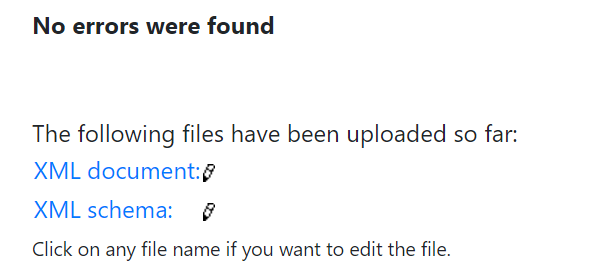 No errors were found
The following files have been uploaded so far:
XML document:
XML schema:
Click on any file name if you want to edit the file.